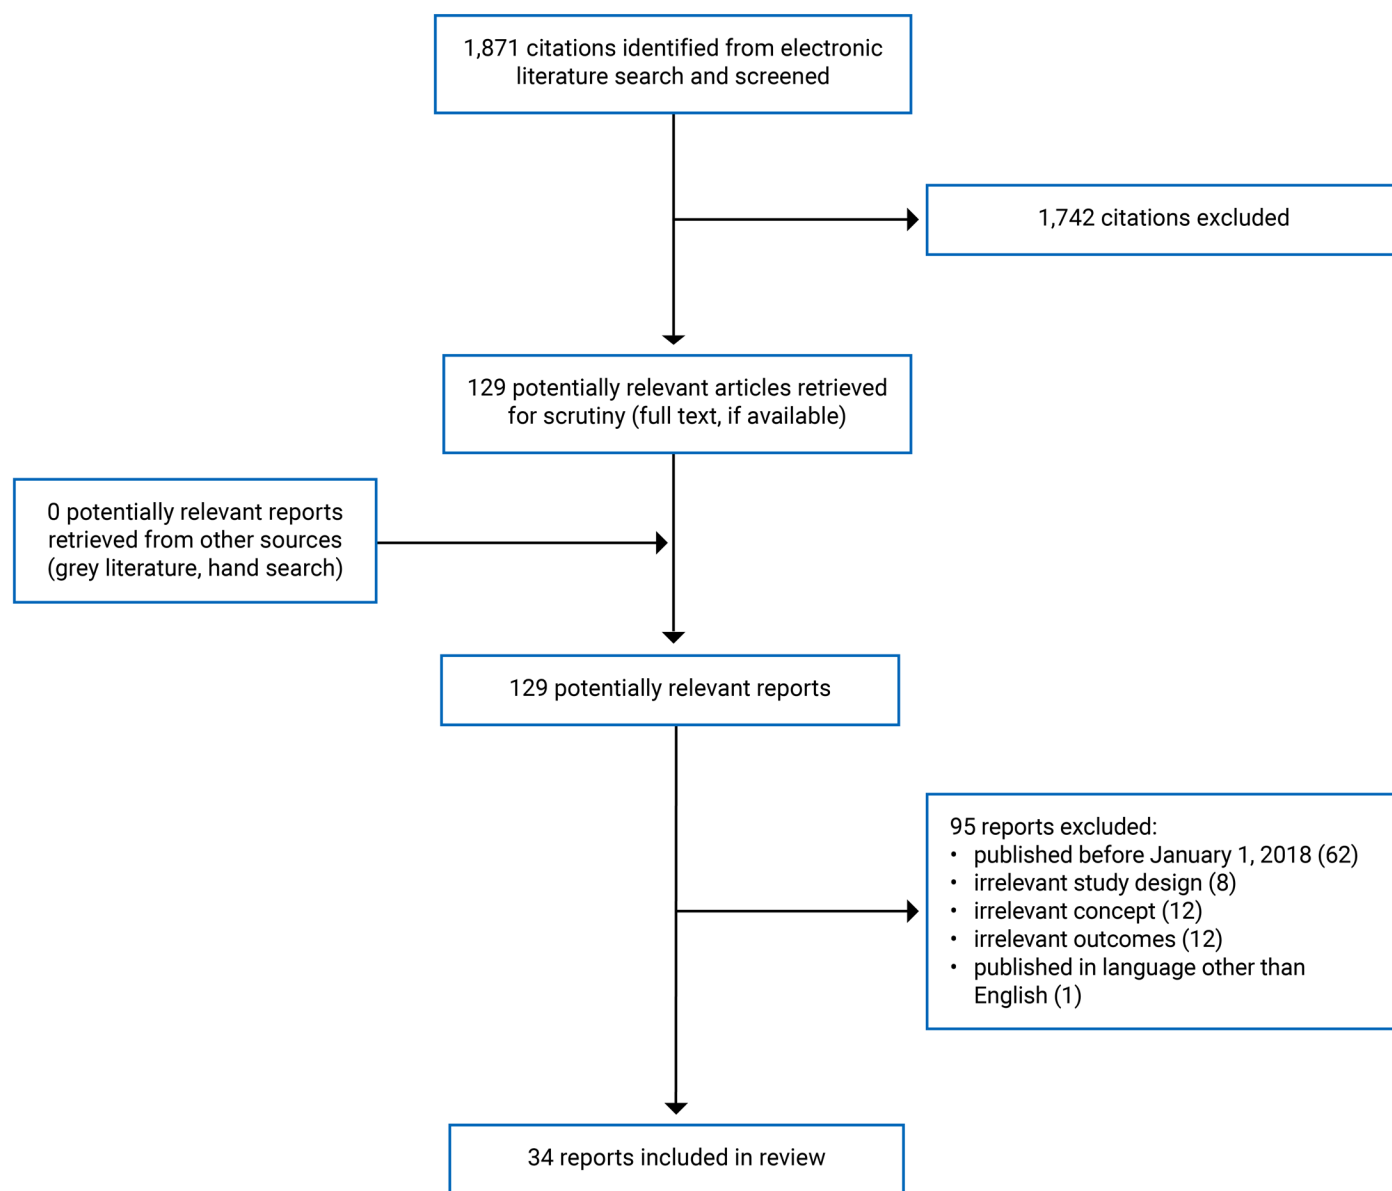 1,871 citations identified from electronic
literature search and screened
1,742 citations excluded
129 potentially relevant articles retrieved
for scrutiny (full text, if available)
0 potentially relevant reports
retrieved from other sources
(grey literature, hand search)
129 potentially relevant reports
95 reports excluded:
• published before January 1, 2018 (62)
• irrelevant study design (8)
• irrelevant concept (12)
• irrelevant outcomes (12)
• published in language other than
English (1)
34 reports included in review